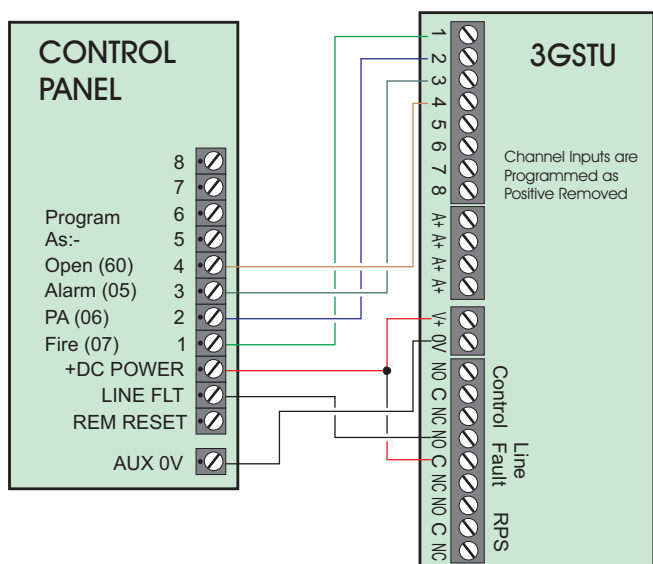 CONTROL
PANEL
8
7
Program 6
As:- 5
Open (60) 4
Alarm (05) 3
PA (06) 2
Fire (07) 1
+DC POWER
LINE FLT
REM RESET
AUX 0V
3GSTU
1
2
3
4
5
6
7
8
Channel Inputs are
Programmed as
Positive Removed
A+
A+
A+
A+
V+
0V
NO
C
NC
Control
NO
C
NC
Line
Fault
NO
C
NC
RPS